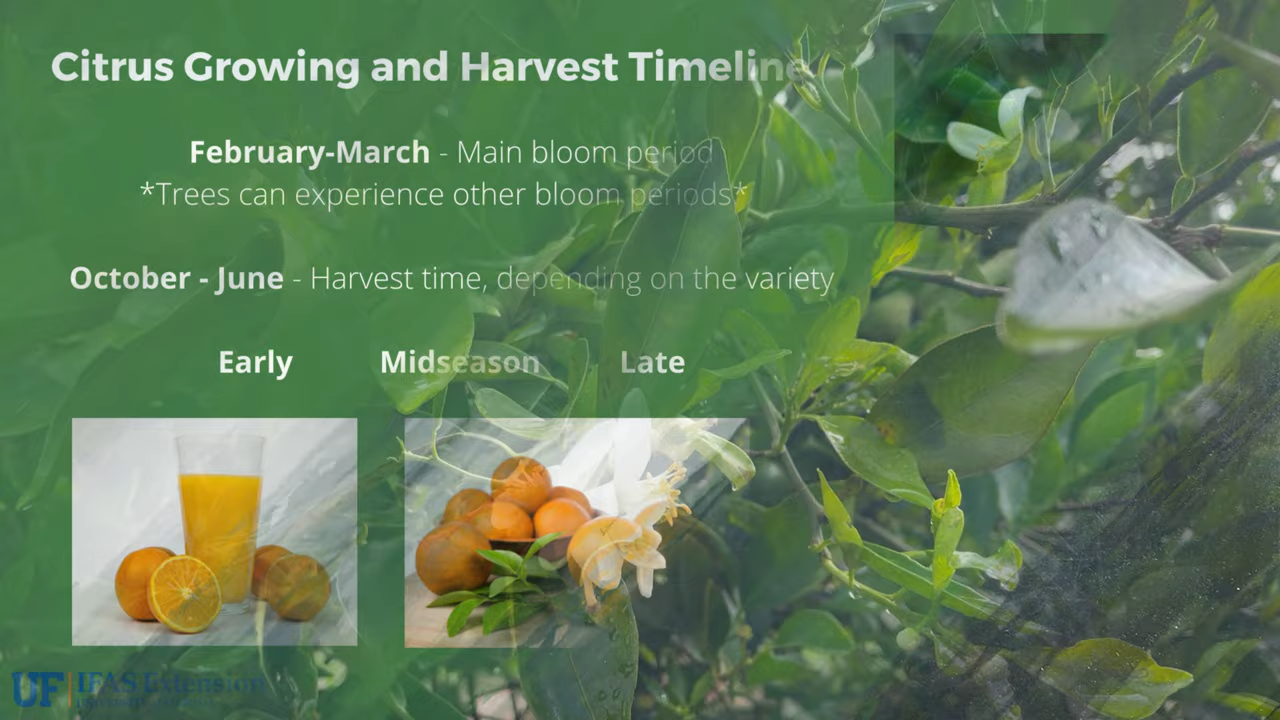 Citrus Growing and Harvest Timeline
February-March - Main bloom period
*Trees can experience other bloom periods*
October - June - Harvest time, depending on the variety
Early Midseason Late
UF IFAS Extension